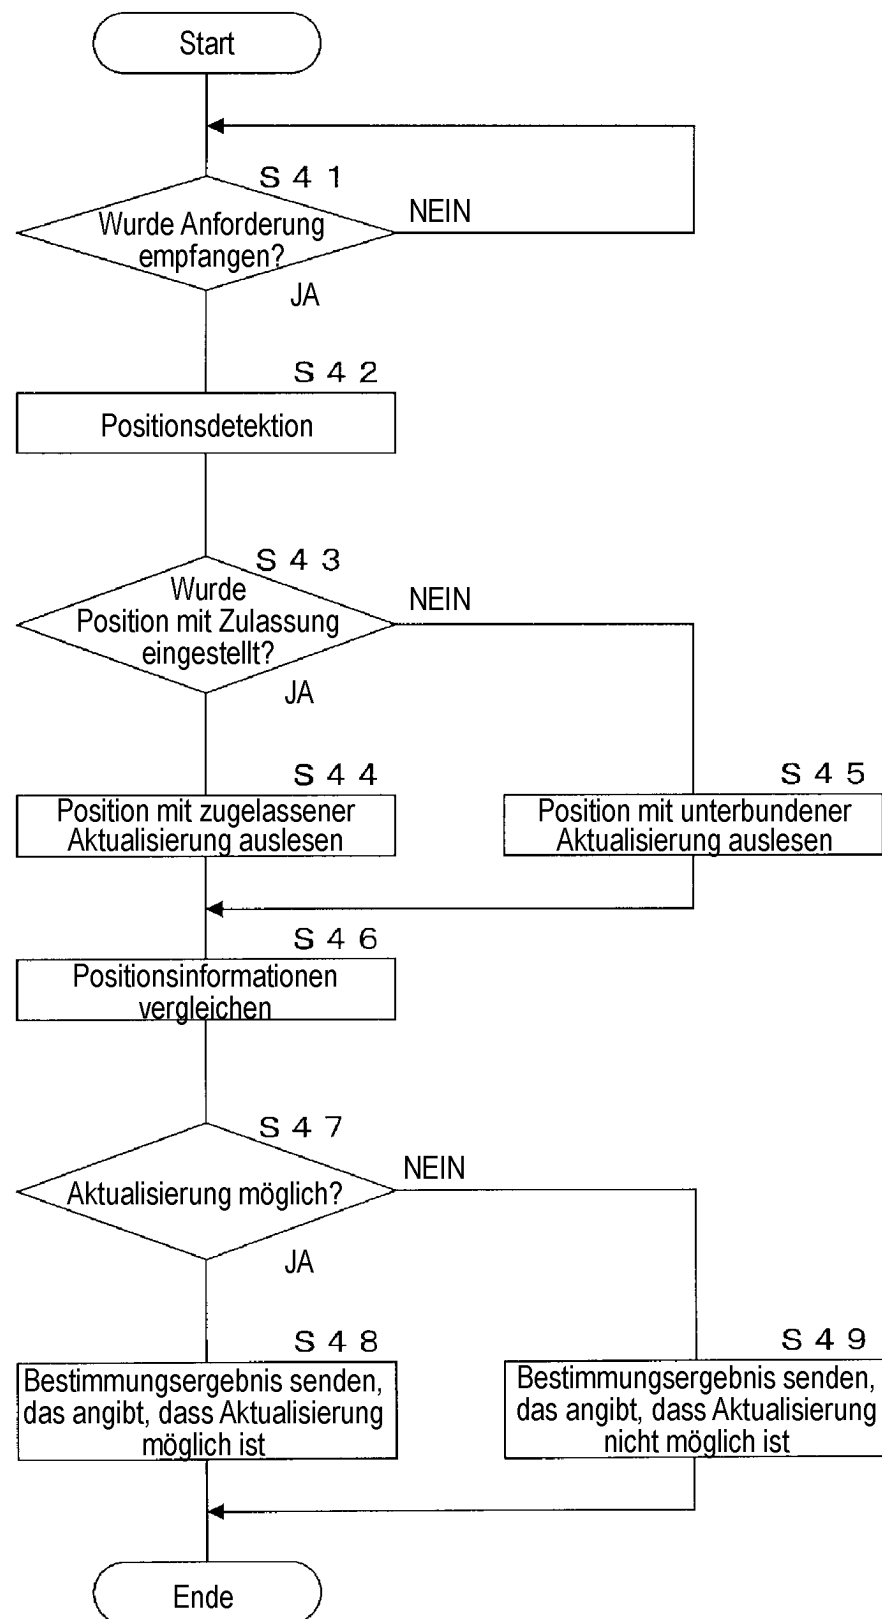 Start
S 4 1
Wurde Anforderung
empfangen?
NEIN
JA
S 4 2
Positionsdetektion
S 4 3
Wurde
Position mit Zulassung
eingestellt?
NEIN
JA
S 4 4
Position mit zugelassener
Aktualisierung auslesen
S 4 5
Position mit unterbundener
Aktualisierung auslesen
S 4 6
Positionsinformationen
vergleichen
S 4 7
Aktualisierung möglich?
NEIN
JA
S 4 8
Bestimmungsergebnis senden,
das angibt, dass Aktualisierung
möglich ist
S 4 9
Bestimmungsergebnis senden,
das angibt, dass Aktualisierung
nicht möglich ist
Ende